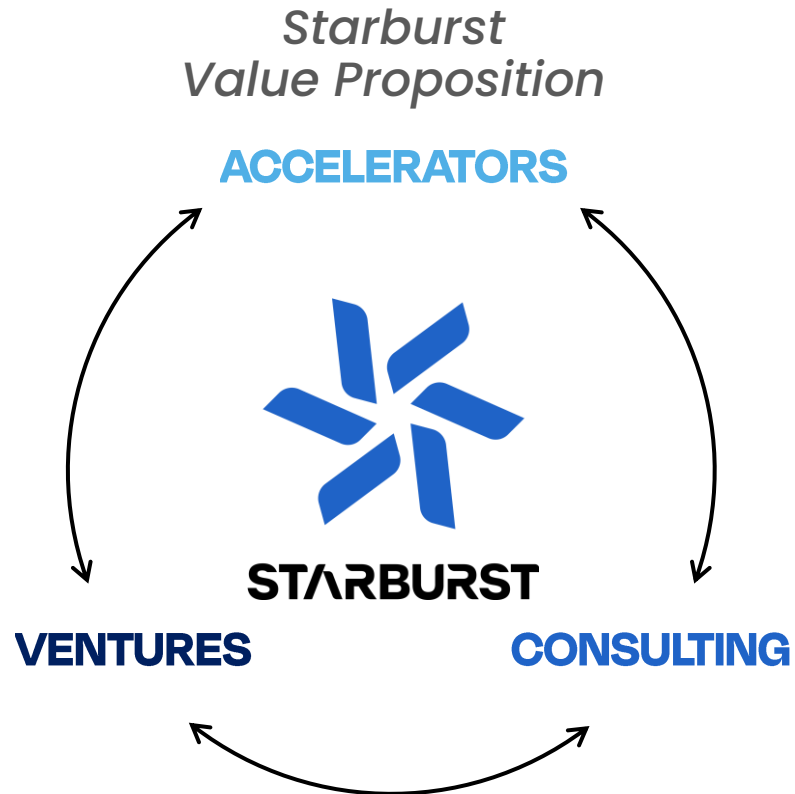 Starburst
Value Proposition
ACCELERATORS
STARBURST
VENTURES
CONSULTING